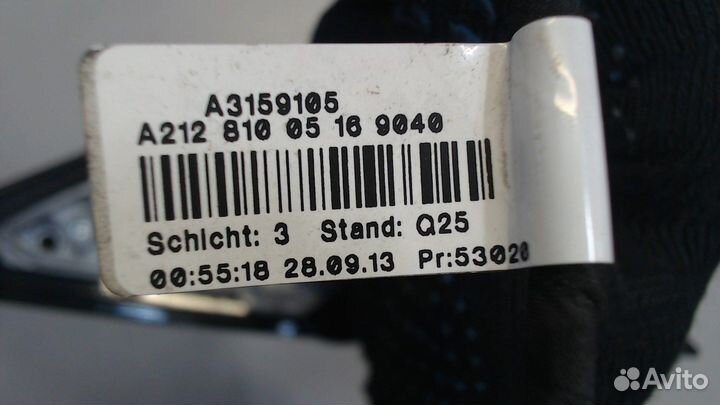 A3159105
A212 810 05 16 9040
Schicht: 3 Stand: Q25
00:55:18 28.09.13 Pr:53020
Avito